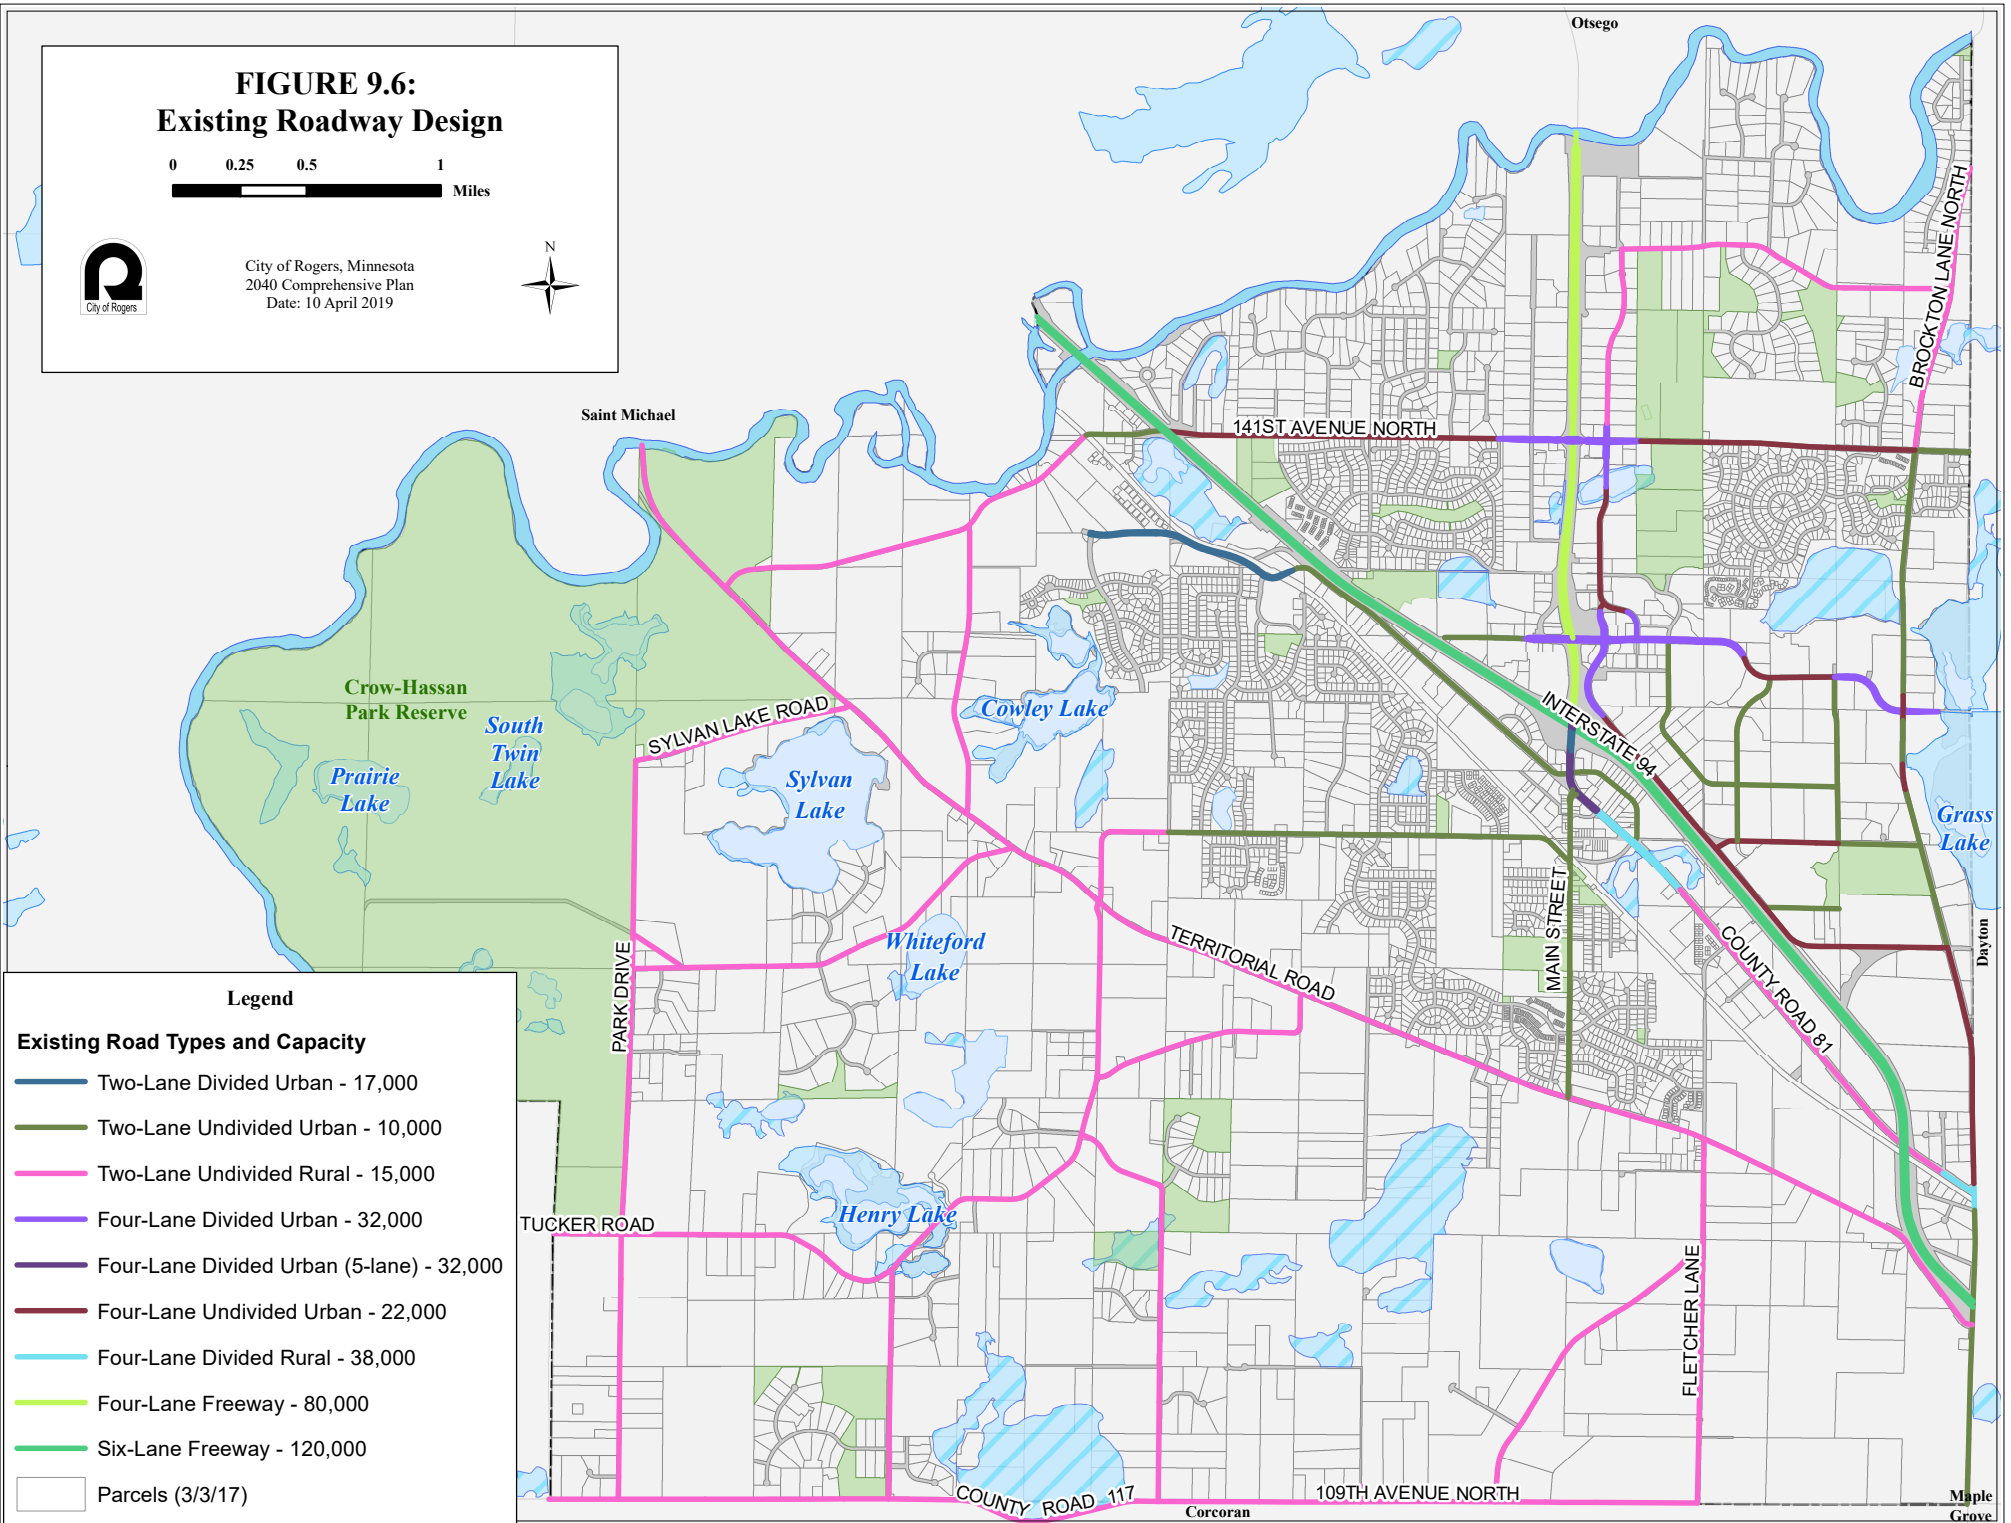 FIGURE 9.6:
Existing Roadway Design
0 0.25 0.5 1
Miles
City of Rogers
City of Rogers, Minnesota
2040 Comprehensive Plan
Date: 10 April 2019
N
Otsego
Saint Michael
BROCKTON LANE NORTH
141ST AVENUE NORTH
Crow-Hassan
Park Reserve
South
Twin
Lake
Prairie
Lake
SYLVAN LAKE ROAD
Sylvan
Lake
Cowley Lake
INTERSTATE 94
Grass
Lake
Whiteford
Lake
PARK DRIVE
TERRITORIAL ROAD
MAIN STREET
COUNTY ROAD 81
Dayton
TUCKER ROAD
Henry Lake
FLETCHER LANE
COUNTY ROAD 117
109TH AVENUE NORTH
Corcoran
Maple
Grove
Legend
Existing Road Types and Capacity
Two-Lane Divided Urban - 17,000
Two-Lane Undivided Urban - 10,000
Two-Lane Undivided Rural - 15,000
Four-Lane Divided Urban - 32,000
Four-Lane Divided Urban (5-lane) - 32,000
Four-Lane Undivided Urban - 22,000
Four-Lane Divided Rural - 38,000
Four-Lane Freeway - 80,000
Six-Lane Freeway - 120,000
Parcels (3/3/17)